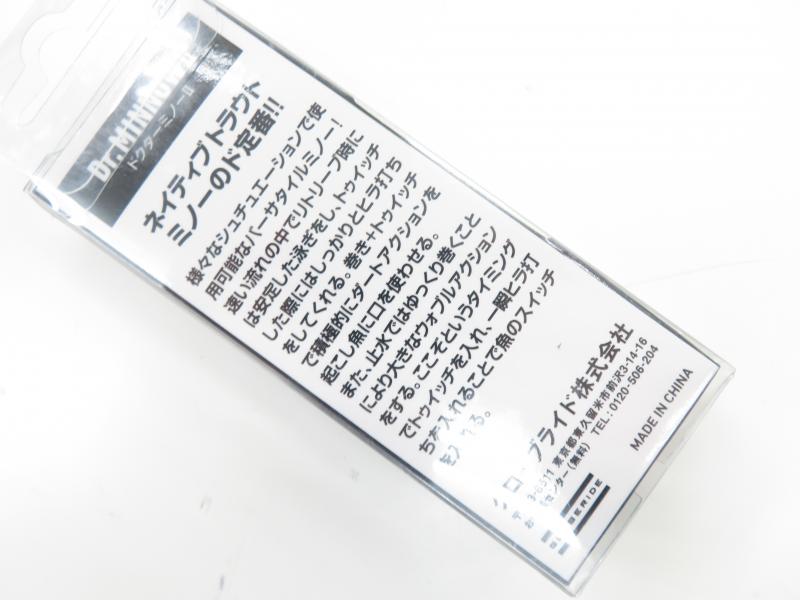 Dr.MINNOW II
ドクターミノーII
ネイティブトラウト
ミノーのド定番!!
様々なシュチュエーションで使
用可能なバーサタイルミノー!
速い流れの中でリトリーブ時に
は安定した泳ぎをし、トゥイッチ
した際にはしっかりとヒラ打ち
をしてくれる。巻き+トゥイッチ
で積極的にダートアクションを
起こし魚に口を使わせる。
また、止水ではゆっくり巻くこと
により大きなウォブルアクション
をする。ここぞというタイミング
でトゥイッチを入れ、一瞬ヒラ打
ちを入れることで魚のスイッチ
を入れる。
グローブライド株式会社
東京都東久留米市前沢3-14-16
(無料) TEL:0120-506-204
MADE IN CHINA